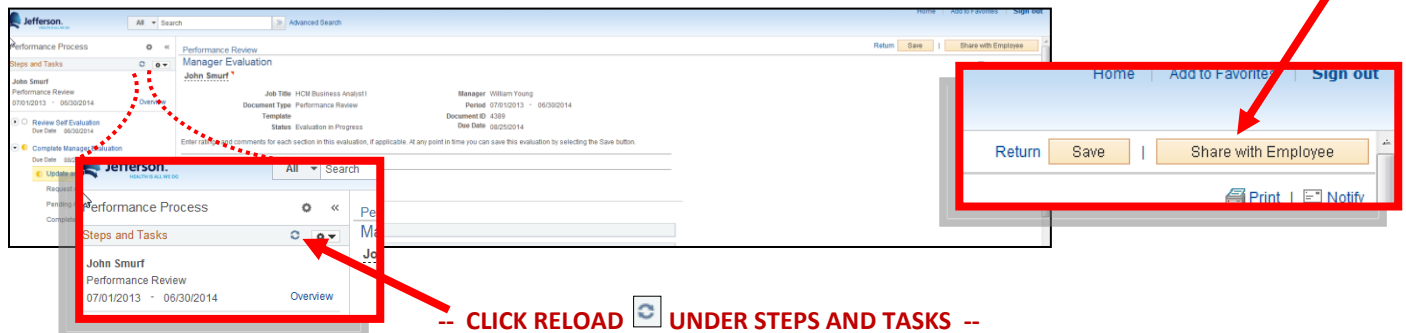 Home | Add to Favorites | Sign out
Jefferson.
HEALTH IS ALL WE DO
All Search
Advanced Search
Performance Process
Steps and Tasks
John Smurf
Performance Review
07/01/2013 - 06/30/2014 Overview
Review Self Evaluation
Due Date 06/30/2014
Complete Manager Evaluation
Due Date
Performance Review
Return Save | Share with Employee
Manager Evaluation
John Smurf
Job Title HCM Business Analyst I Manager William Young
Document Type Performance Review Period 07/01/2013 - 06/30/2014
Template Document ID 4389
Status Evaluation in Progress Due Date 08/25/2014
Enter ratings and comments for each section in this evaluation, if applicable. At any point in time you can save this evaluation by selecting the Save button.
Jefferson.
HEALTH IS ALL WE DO
All Search
Performance Process
Steps and Tasks
John Smurf
Performance Review
07/01/2013 - 06/30/2014 Overview
Home | Add to Favorites | Sign out
Return Save | Share with Employee
Print | Notify
-- CLICK RELOAD UNDER STEPS AND TASKS --